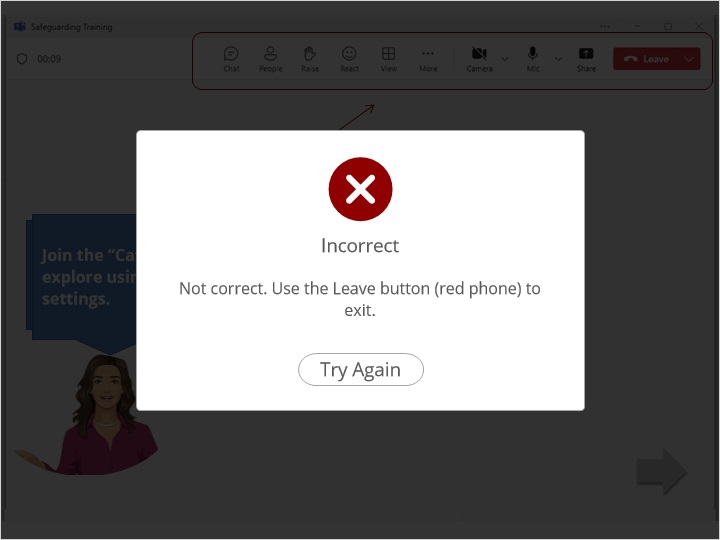 Safeguarding Training
00:09
Chat People Raise React View More Camera Mic Share Leave
Join the “Ca
explore usin
settings.
Incorrect
Not correct. Use the Leave button (red phone) to
exit.
Try Again